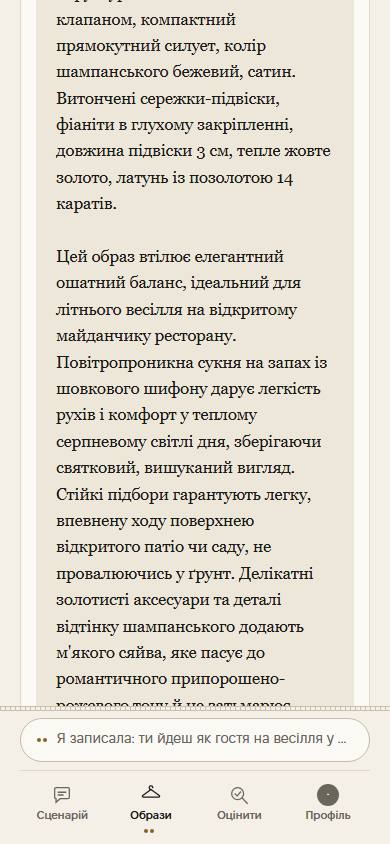 клапаном, компактний
прямокутний силует, колір
шампанського бежевий, сатин.
Витончені сережки-підвіски,
фіаніти в глухому закріпленні,
довжина підвіски 3 см, тепле жовте
золото, латунь із позолотою 14
каратів.
Цей образ втілює елегантний
ошатний баланс, ідеальний для
літнього весілля на відкритому
майданчику ресторану.
Повітропроникна сукня на запах із
шовкового шифону дарує легкість
рухів і комфорт у теплому
серпневому світлі дня, зберігаючи
святковий, вишуканий вигляд.
Стійкі підбори гарантують легку,
впевнену ходу поверхнею
відкритого патіо чи саду, не
провалюючись у ґрунт. Делікатні
золотисті аксесуари та деталі
відтінку шампанського додають
м'якого сяйва, яке пасує до
романтичного припорошено-
рожевого тону й не затьмарює
Я записала: ти йдеш як гостя на весілля у ...
Сценарій
Образи
Оцінити
Профіль